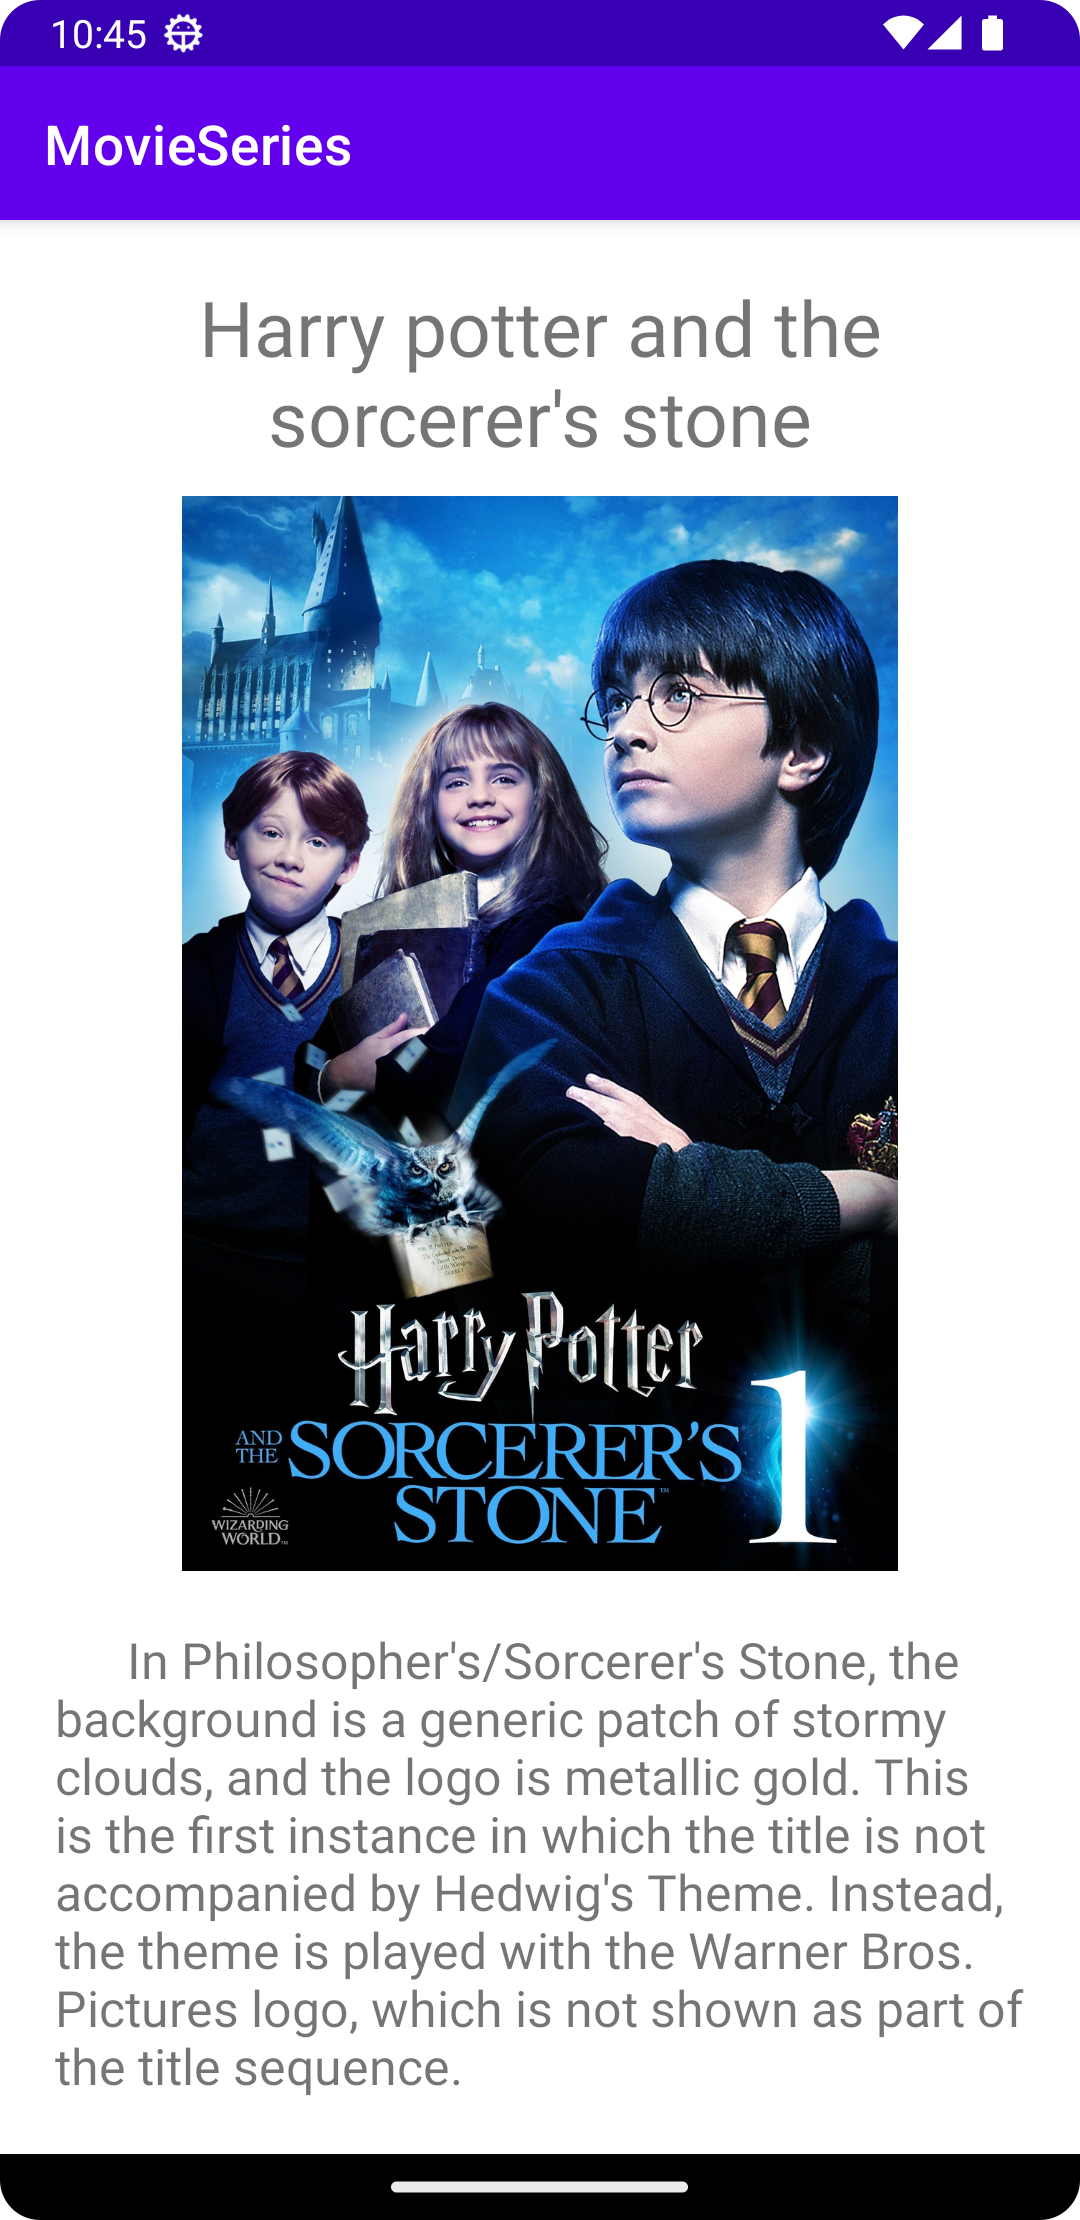 10:45
MovieSeries
Harry potter and the
sorcerer's stone
Harry Potter
AND
THE
SORCERER'S
STONE™
1
WIZARDING
WORLD™
In Philosopher's/Sorcerer's Stone, the
background is a generic patch of stormy
clouds, and the logo is metallic gold. This
is the first instance in which the title is not
accompanied by Hedwig's Theme. Instead,
the theme is played with the Warner Bros.
Pictures logo, which is not shown as part of
the title sequence.